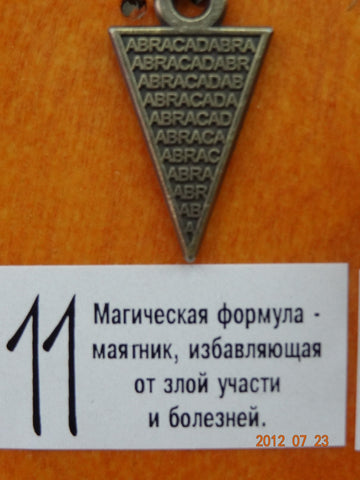 ABRACADABRA
ABRACADABR
ABRACADAB
ABRACADA
ABRACAD
ABRACA
ABRAC
ABRA
ABR
AB
A
11
Магическая формула -
маятник, избавляющая
от злой участи
и болезней.
2012 07 23